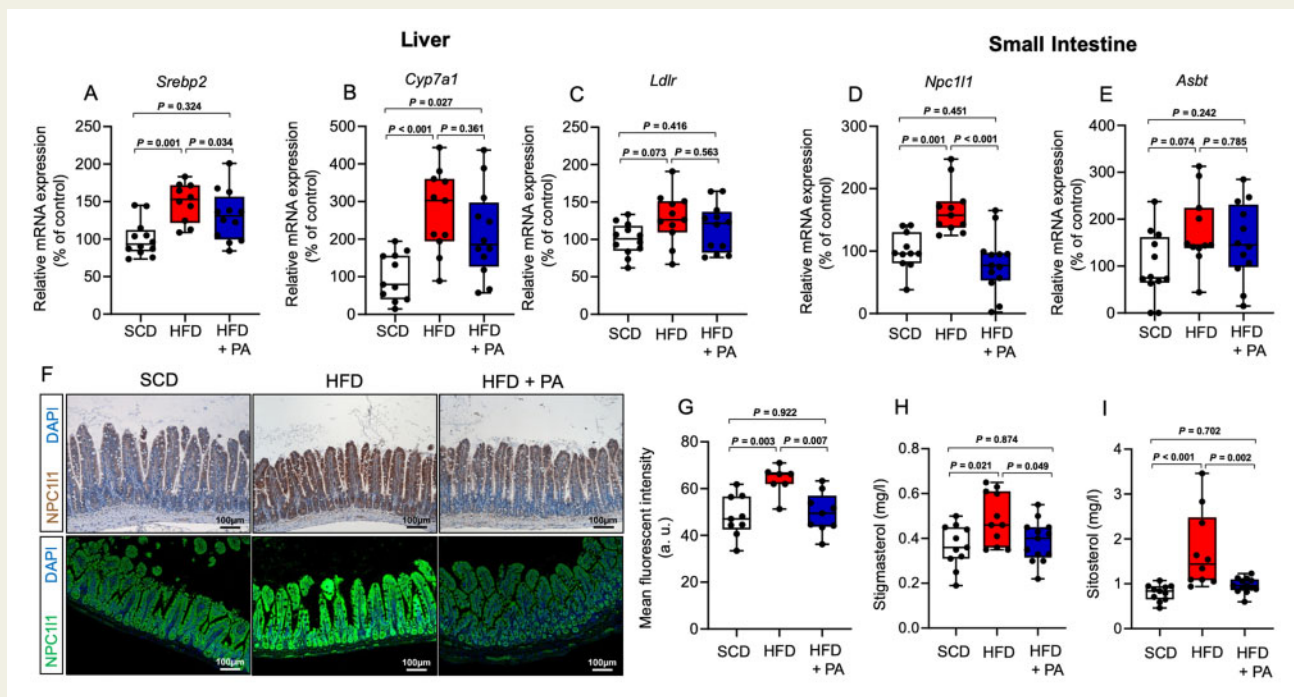 Liver
Small Intestine
A
Srebp2
P = 0.324
P = 0.001
P = 0.034
Relative mRNA expression
(% of control)
250
200
150
100
50
0
SCD
HFD
HFD
+ PA
B
Cyp7a1
P = 0.027
P < 0.001
P = 0.361
Relative mRNA expression
(% of control)
500
400
300
200
100
0
SCD
HFD
HFD
+ PA
C
Ldlr
P = 0.416
P = 0.073
P = 0.563
Relative mRNA expression
(% of control)
250
200
150
100
50
0
SCD
HFD
HFD
+ PA
D
Npc1l1
P = 0.451
P = 0.001
P < 0.001
Relative mRNA expression
(% of control)
300
200
100
0
SCD
HFD
HFD
+ PA
E
Asbt
P = 0.242
P = 0.074
P = 0.785
Relative mRNA expression
(% of control)
400
300
200
100
0
SCD
HFD
HFD
+ PA
F
SCD
HFD
HFD + PA
NPC1l1 DAPI
100µm
100µm
100µm
NPC1l1 DAPI
100µm
100µm
100µm
G
P = 0.922
P = 0.003
P = 0.007
Mean fluorescent intensity
(a. u.)
80
60
40
20
0
SCD
HFD
HFD
+ PA
H
P = 0.874
P = 0.021
P = 0.049
Stigmasterol (mg/l)
0.8
0.6
0.4
0.2
0.0
SCD
HFD
HFD
+ PA
I
P = 0.702
P < 0.001
P = 0.002
Slitosterol (mg/l)
4
3
2
1
0
SCD
HFD
HFD
+ PA